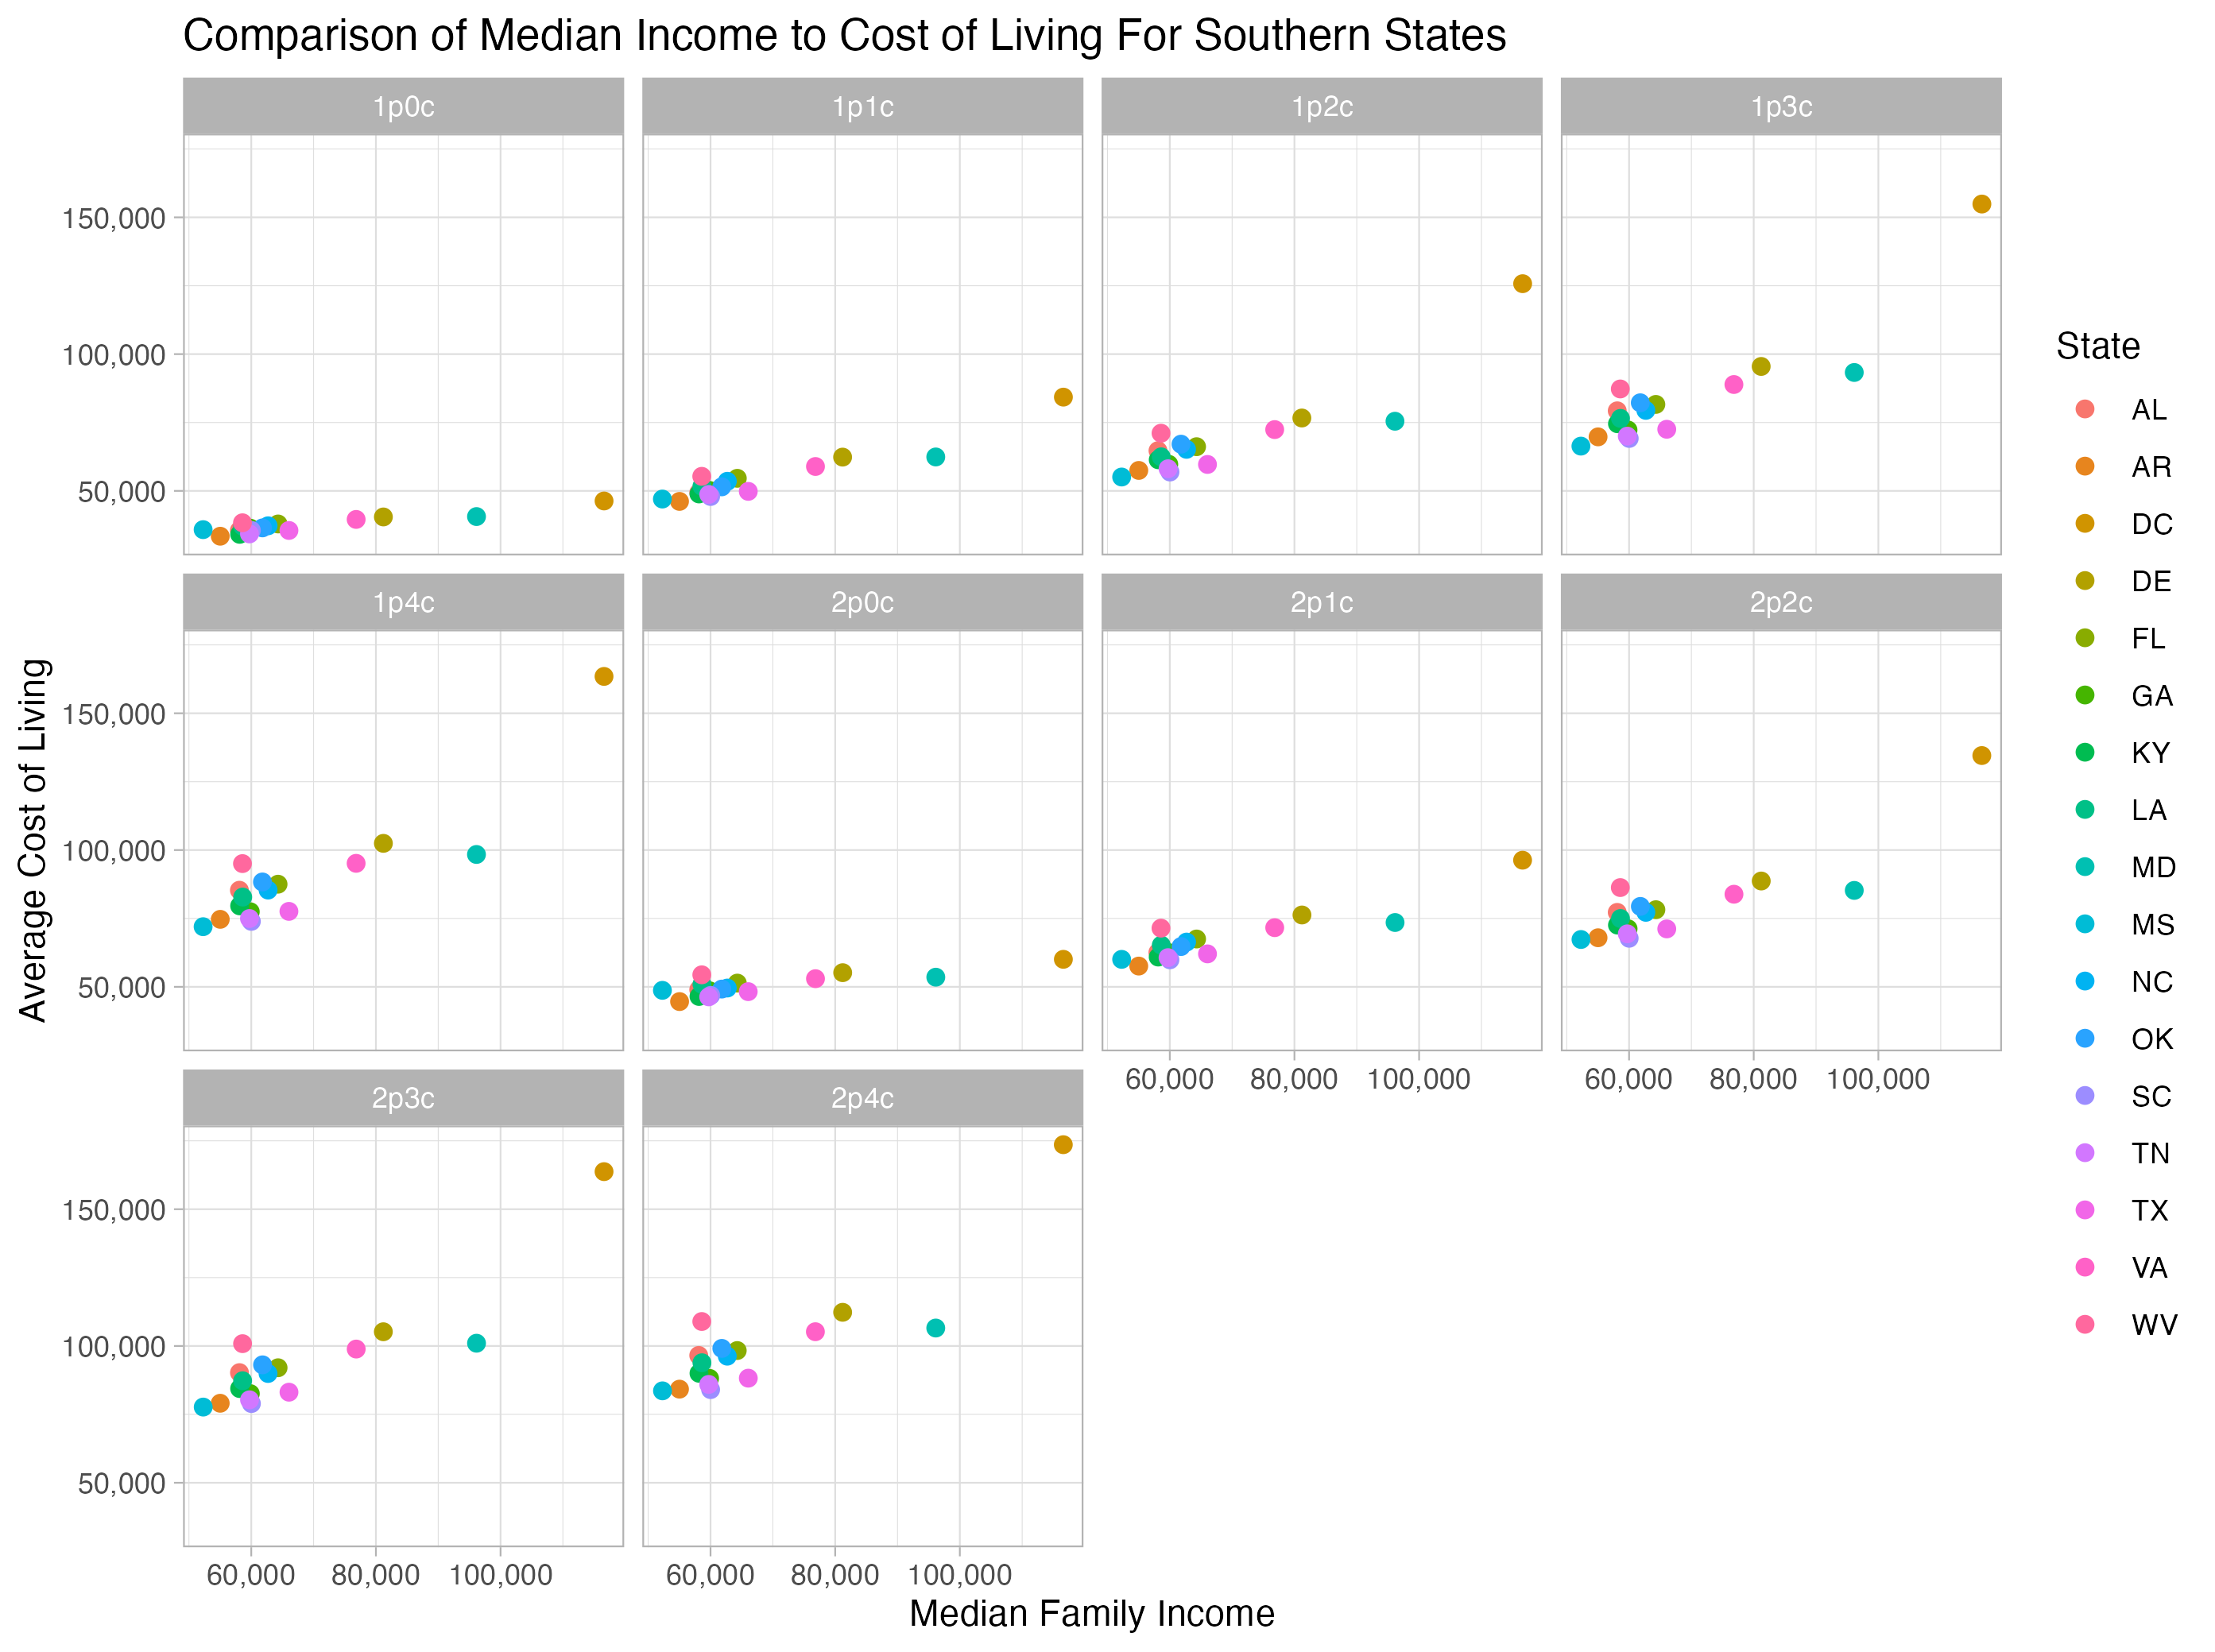 Comparison of Median Income to Cost of Living For Southern States
1p0c
1p1c
1p2c
1p3c
150,000
100,000
50,000
1p4c
2p0c
2p1c
2p2c
150,000
100,000
50,000
60,000
80,000
100,000
60,000
80,000
100,000
2p3c
2p4c
150,000
100,000
50,000
60,000
80,000
100,000
60,000
80,000
100,000
Average Cost of Living
Median Family Income
State
AL
AR
DC
DE
FL
GA
KY
LA
MD
MS
NC
OK
SC
TN
TX
VA
WV